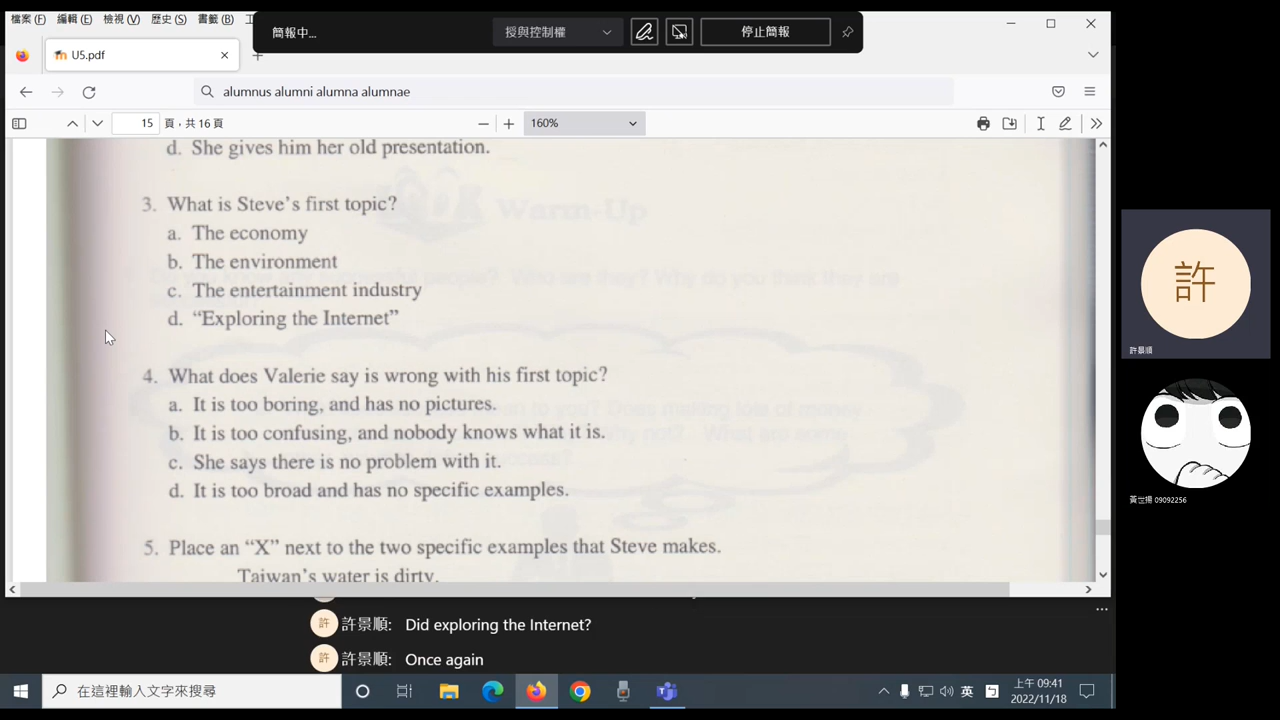 檔案(F) 編輯(E) 檢視(V) 歷史(S) 書籤(B)
簡報中...
授與控制權
停止簡報
U5.pdf
alumnus alumni alumna alumnae
15 頁，共 16 頁
160%
d. She gives him her old presentation.
3. What is Steve's first topic?
a. The economy
b. The environment
c. The entertainment industry
d. “Exploring the Internet”
4. What does Valerie say is wrong with his first topic?
a. It is too boring, and has no pictures.
b. It is too confusing, and nobody knows what it is.
c. She says there is no problem with it.
d. It is too broad and has no specific examples.
5. Place an “X” next to the two specific examples that Steve makes.
Taiwan's water is dirty.
Warm-Up
許
許景順
黃世揚 09092256
許 許景順: Did exploring the Internet?
許 許景順: Once again
在這裡輸入文字來搜尋
英
上午 09:41
2022/11/18